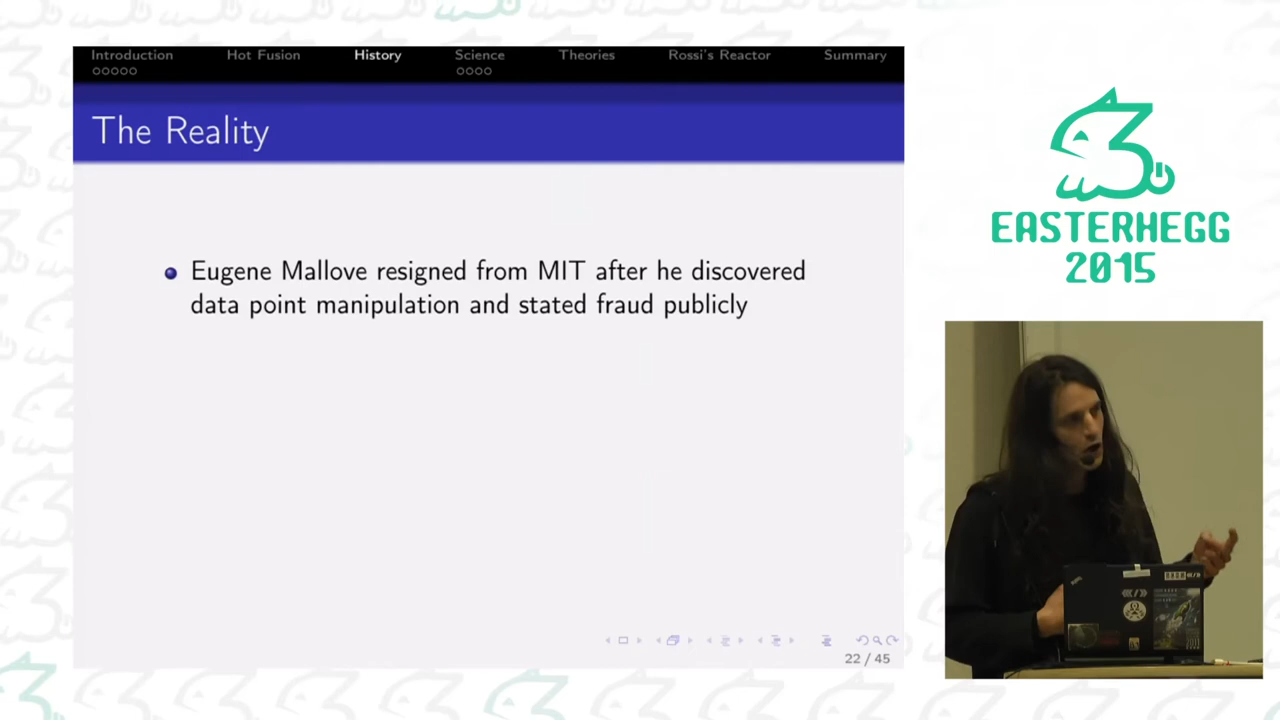 Introduction
Hot Fusion
History
Science
Theories
Rossi's Reactor
Summary
The Reality
Eugene Mallove resigned from MIT after he discovered
data point manipulation and stated fraud publicly
22 / 45
EASTERHEGG
2015